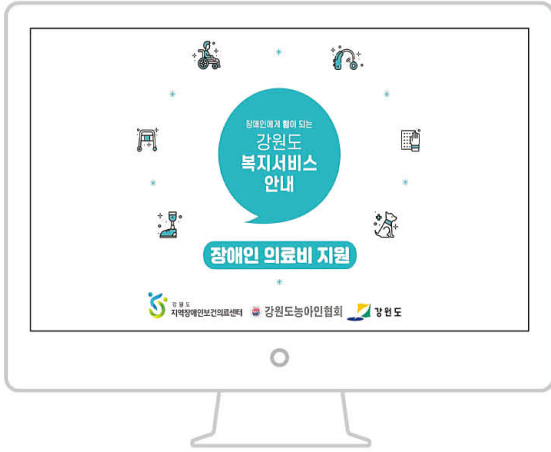 장애인에게 힘이 되는
강원도
복지서비스
안내
장애인 의료비 지원
강원도
지역장애인보건의료센터
강원도농아인협회
강원도